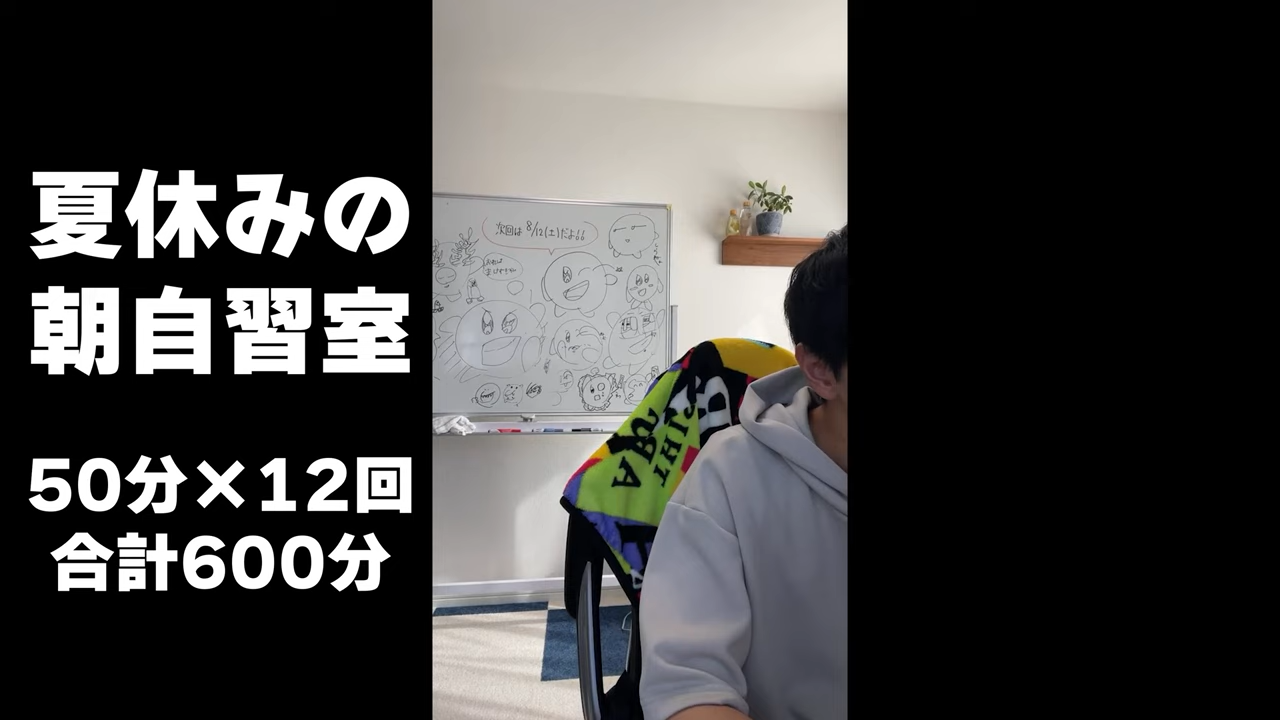 夏休みの
朝自習室
50分×12回
合計600分
次回は 8/12(土)だよ!!